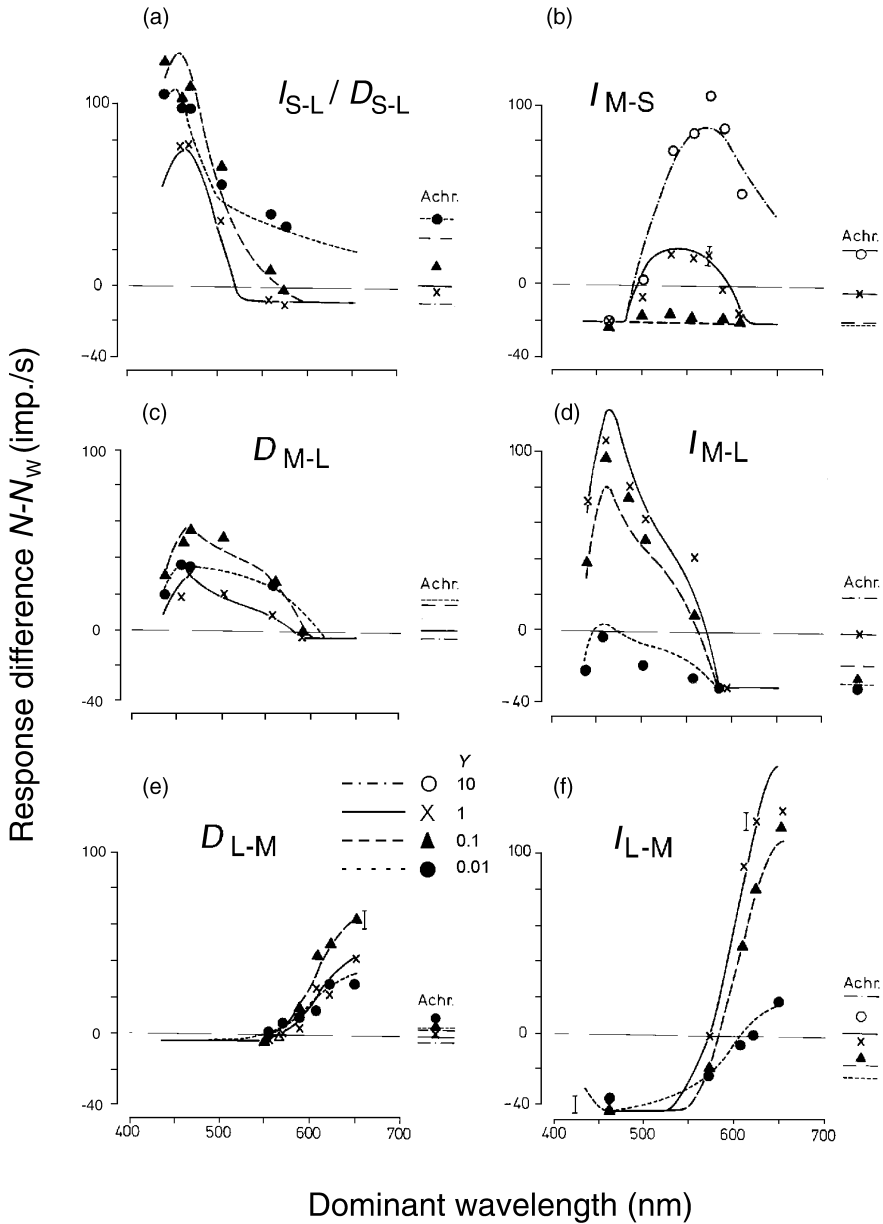 (a)
I S-L / D S-L
100
0
−40
Achr.
(b)
I M-S
100
0
−40
Achr.
(c)
D M-L
100
0
-40
Achr.
(d)
I M-L
100
0
−40
Achr.
Y
10
1
0.1
0.01
(e)
D L-M
100
0
-40
Achr.
400 500 600 700
(f)
I L-M
100
0
−40
Achr.
400 500 600 700
Response difference N-NW (imp./s)
Dominant wavelength (nm)